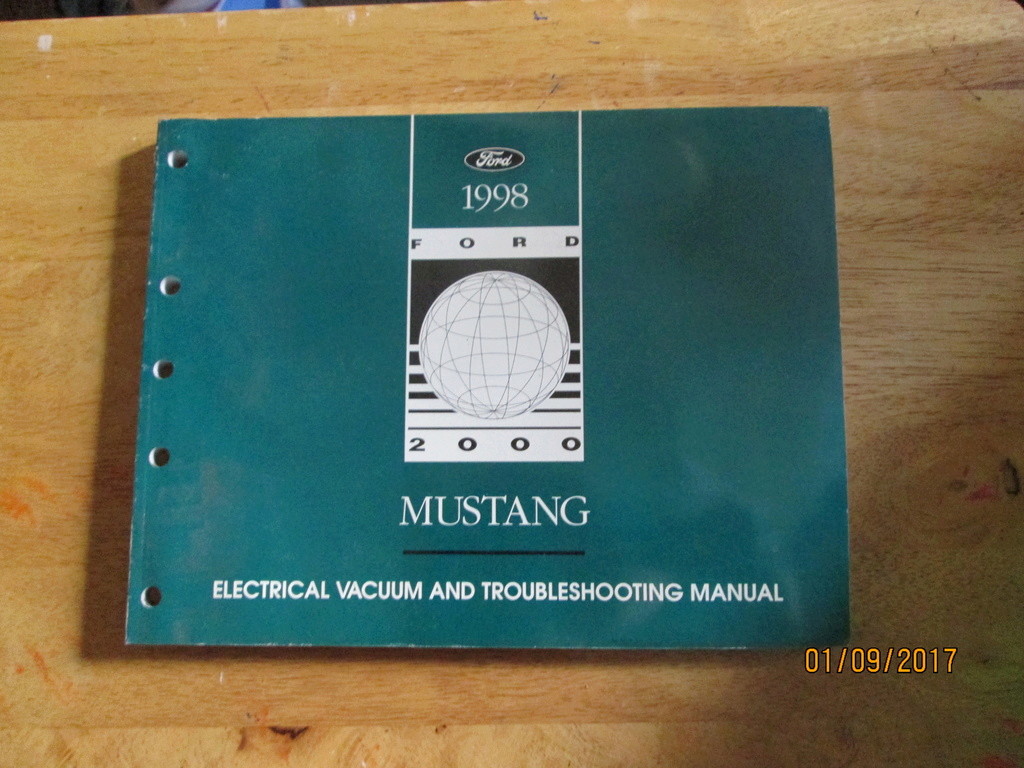 Ford
1998
FORD
2000
MUSTANG
ELECTRICAL VACUUM AND TROUBLESHOOTING MANUAL
01/09/2017